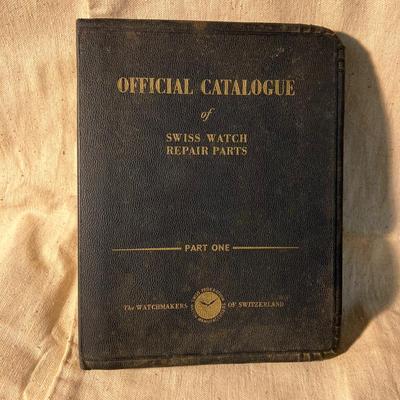 OFFICIAL CATALOGUE
of
SWISS WATCH
REPAIR PARTS
PART ONE
The WATCHMAKERS OF SWITZERLAND